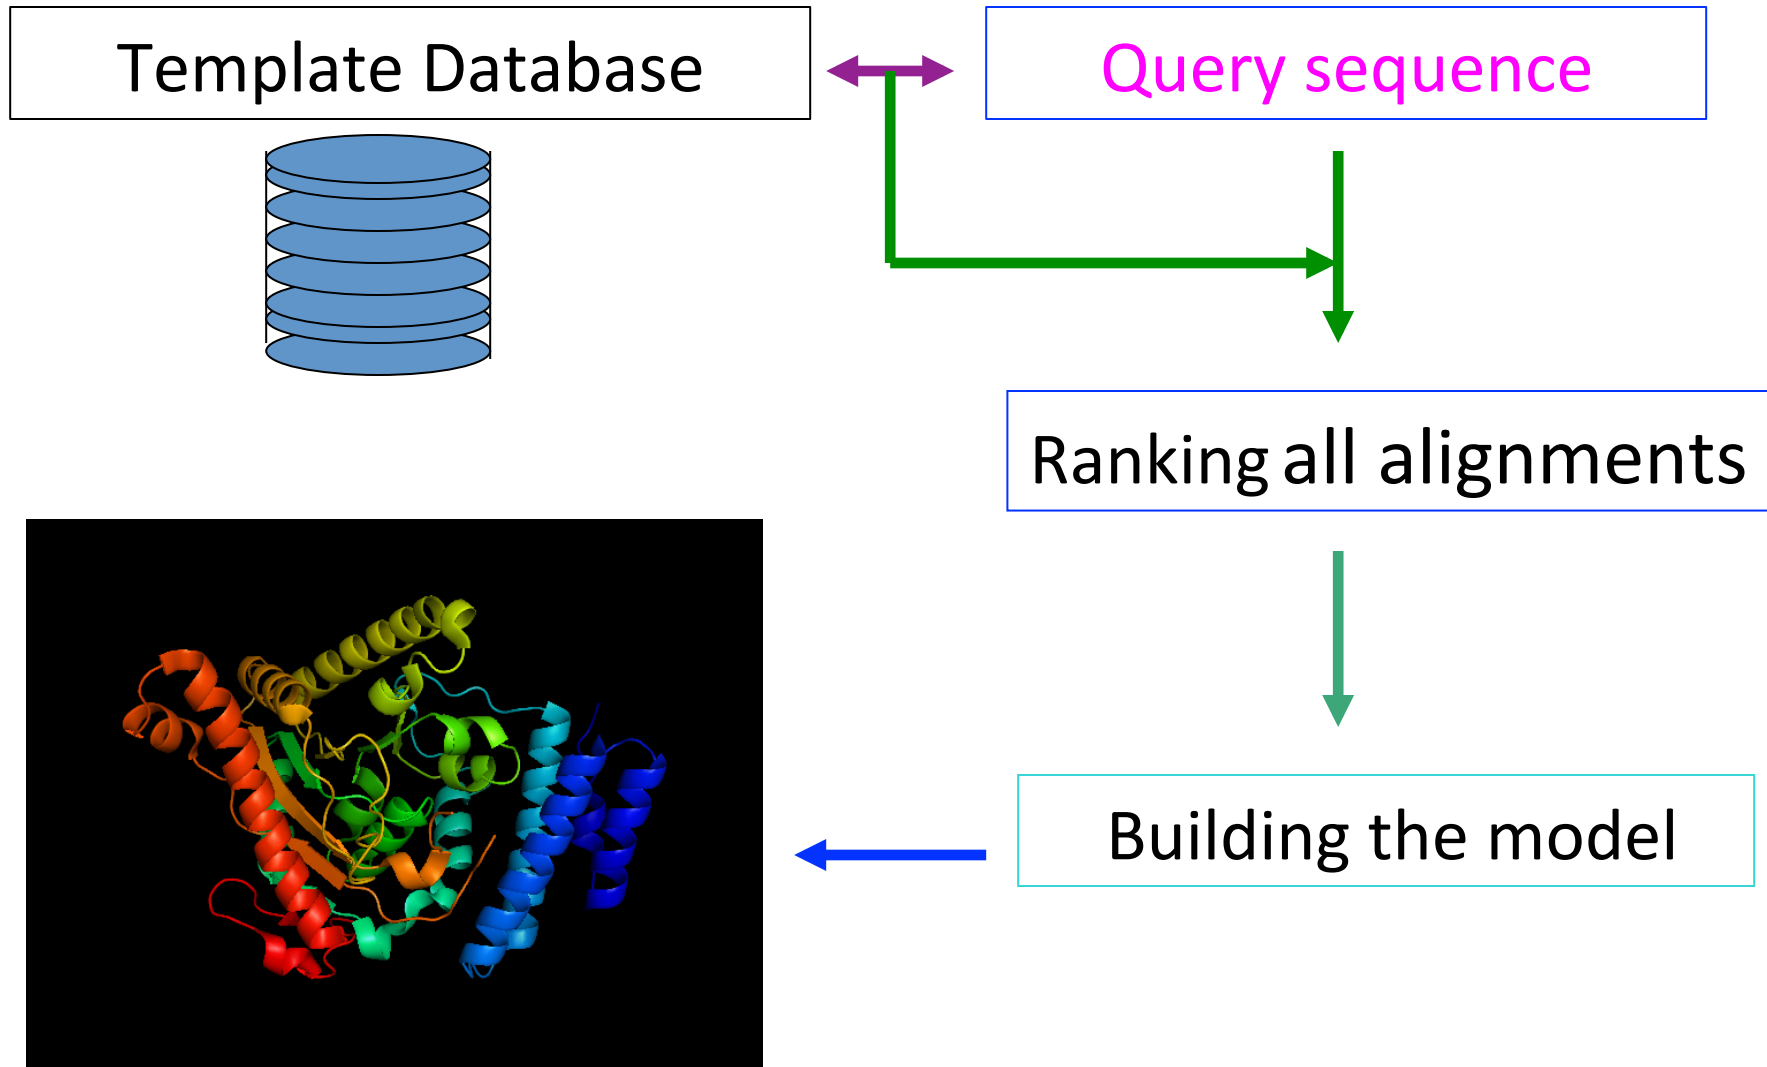 Template Database
Query sequence
Ranking all alignments
Building the model